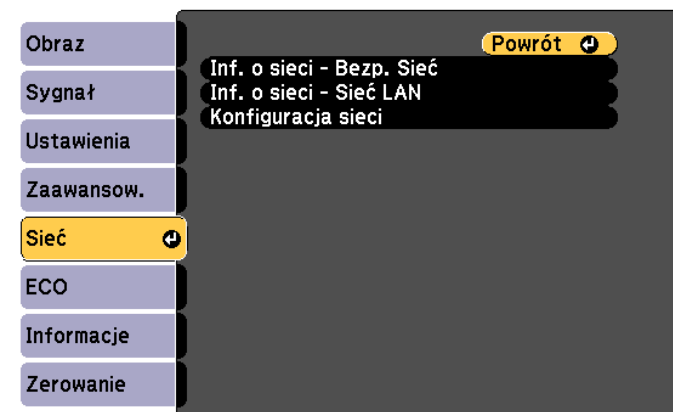 Obraz
Sygnał
Ustawienia
Zaawansow.
Sieć
ECO
Informacje
Zerowanie
Powrót
Inf. o sieci - Bezp. Sieć
Inf. o sieci - Sieć LAN
Konfiguracja sieci